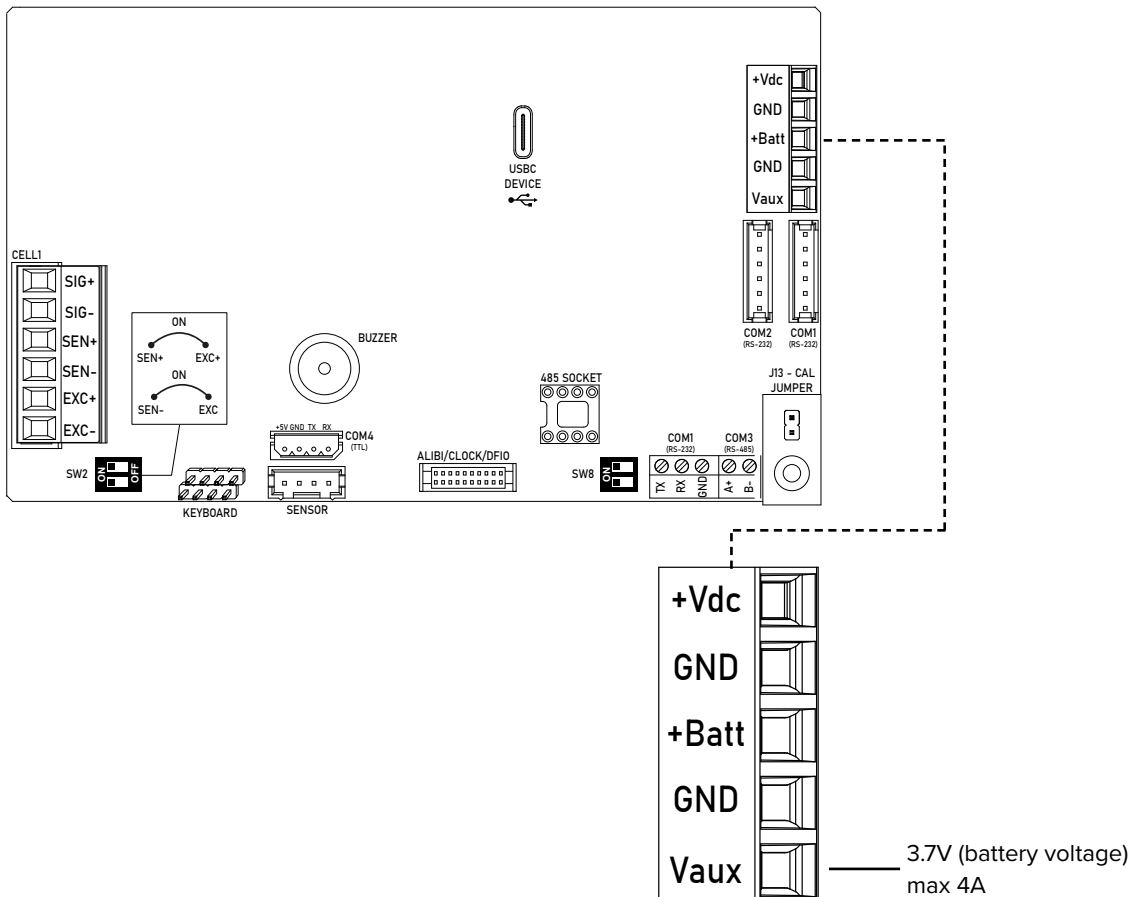 +Vdc
GND
+Batt
GND
Vaux
USBC
DEVICE
CELL1
SIG+
SIG-
SEN+
SEN-
EXC+
EXC-
ON
SEN+ EXC+
ON
SEN- EXC
BUZZER
COM2
(RS-232)
COM1
(RS-232)
J13 - CAL
JUMPER
485 SOCKET
+5V GND TX RX
COM4
(TTL)
ALIBI/CLOCK/DFIO
COM1
(RS-232)
COM3
(RS-485)
SW2
ON
OFF
SW8
ON
TX
RX
GND
A+
B-
KEYBOARD
SENSOR
+Vdc
GND
+Batt
GND
Vaux
3.7V (battery voltage)
max 4A